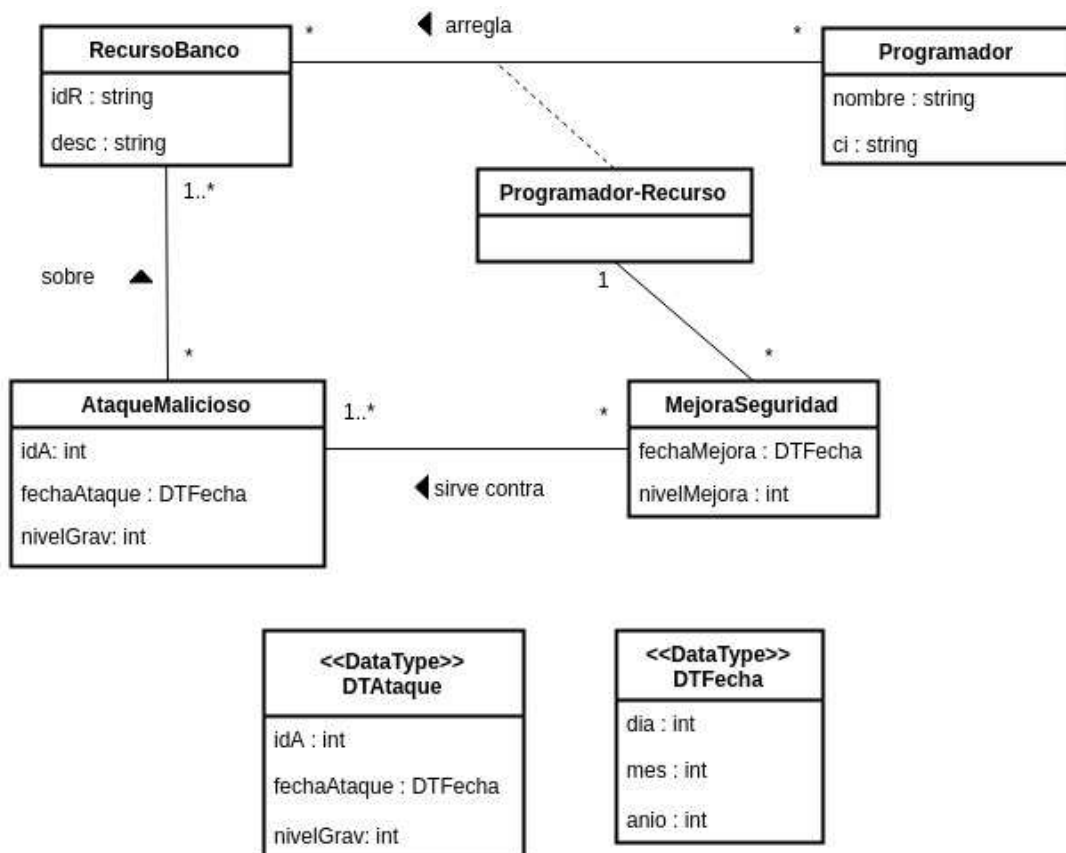 * ◀ arregla *
RecursoBanco
idR : string
desc : string
Programador
nombre : string
ci : string
Programador-Recurso
1..*
sobre ▲
1
*
*
AtaqueMalicioso
idA: int
fechaAtaque : DTFecha
nivelGrav: int
1..* *
◀ sirve contra
MejoraSeguridad
fechaMejora : DTFecha
nivelMejora : int
<<DataType>>
DTAtaque
idA : int
fechaAtaque : DTFecha
nivelGrav: int
<<DataType>>
DTFecha
dia : int
mes : int
anio : int